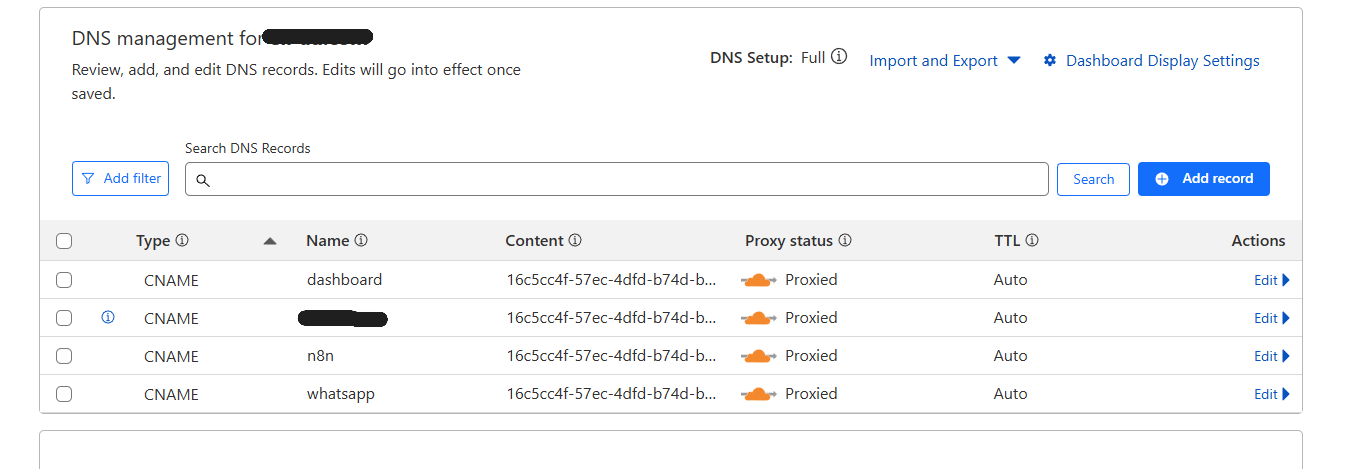 DNS management for
Review, add, and edit DNS records. Edits will go into effect once
saved.
DNS Setup: Full
Import and Export
Dashboard Display Settings
Search DNS Records
Add filter
Search
Add record
Type Name Content Proxy status TTL Actions
CNAME dashboard 16c5cc4f-57ec-4dfd-b74d-b... Proxied Auto Edit
CNAME 16c5cc4f-57ec-4dfd-b74d-b... Proxied Auto Edit
CNAME n8n 16c5cc4f-57ec-4dfd-b74d-b... Proxied Auto Edit
CNAME whatsapp 16c5cc4f-57ec-4dfd-b74d-b... Proxied Auto Edit